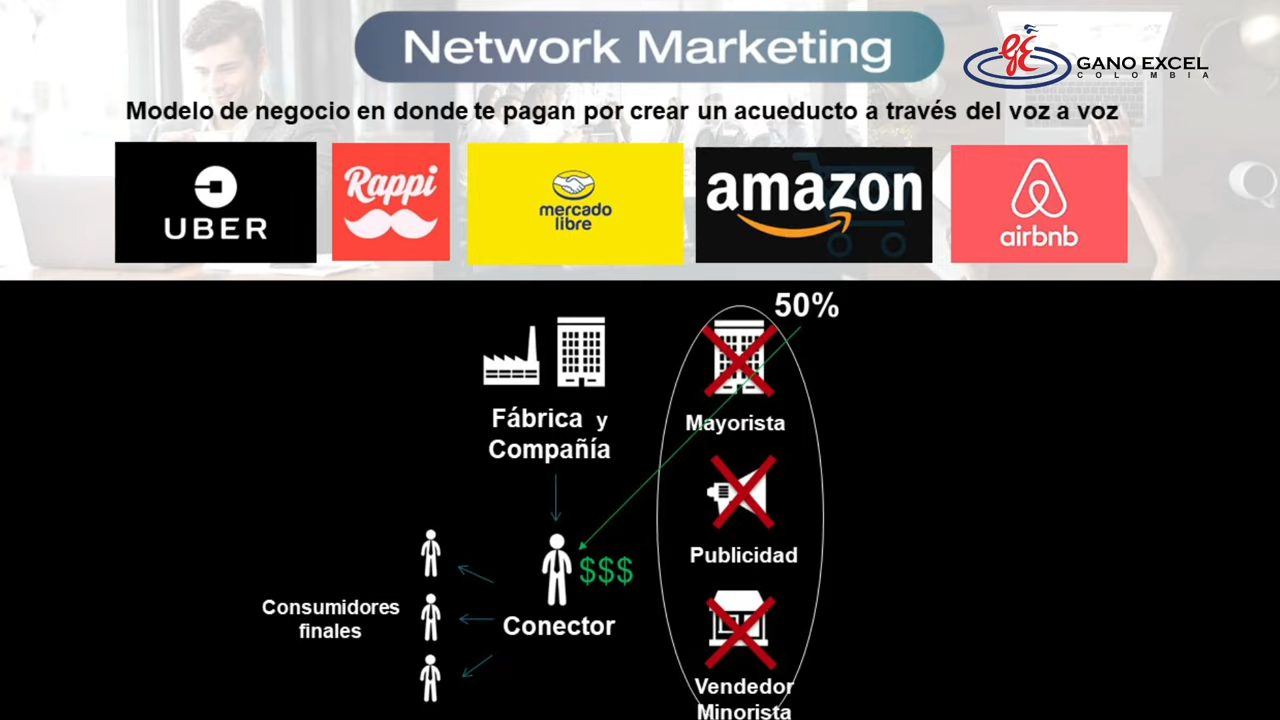 Network Marketing
GANO EXCEL
COLOMBIA
Modelo de negocio en donde te pagan por crear un acueducto a través del voz a voz
UBER
Rappi
mercado
libre
amazon
airbnb
50%
Fábrica y
Compañía
Mayorista
Publicidad
$$$
Consumidores
finales
Conector
Vendedor
Minorista